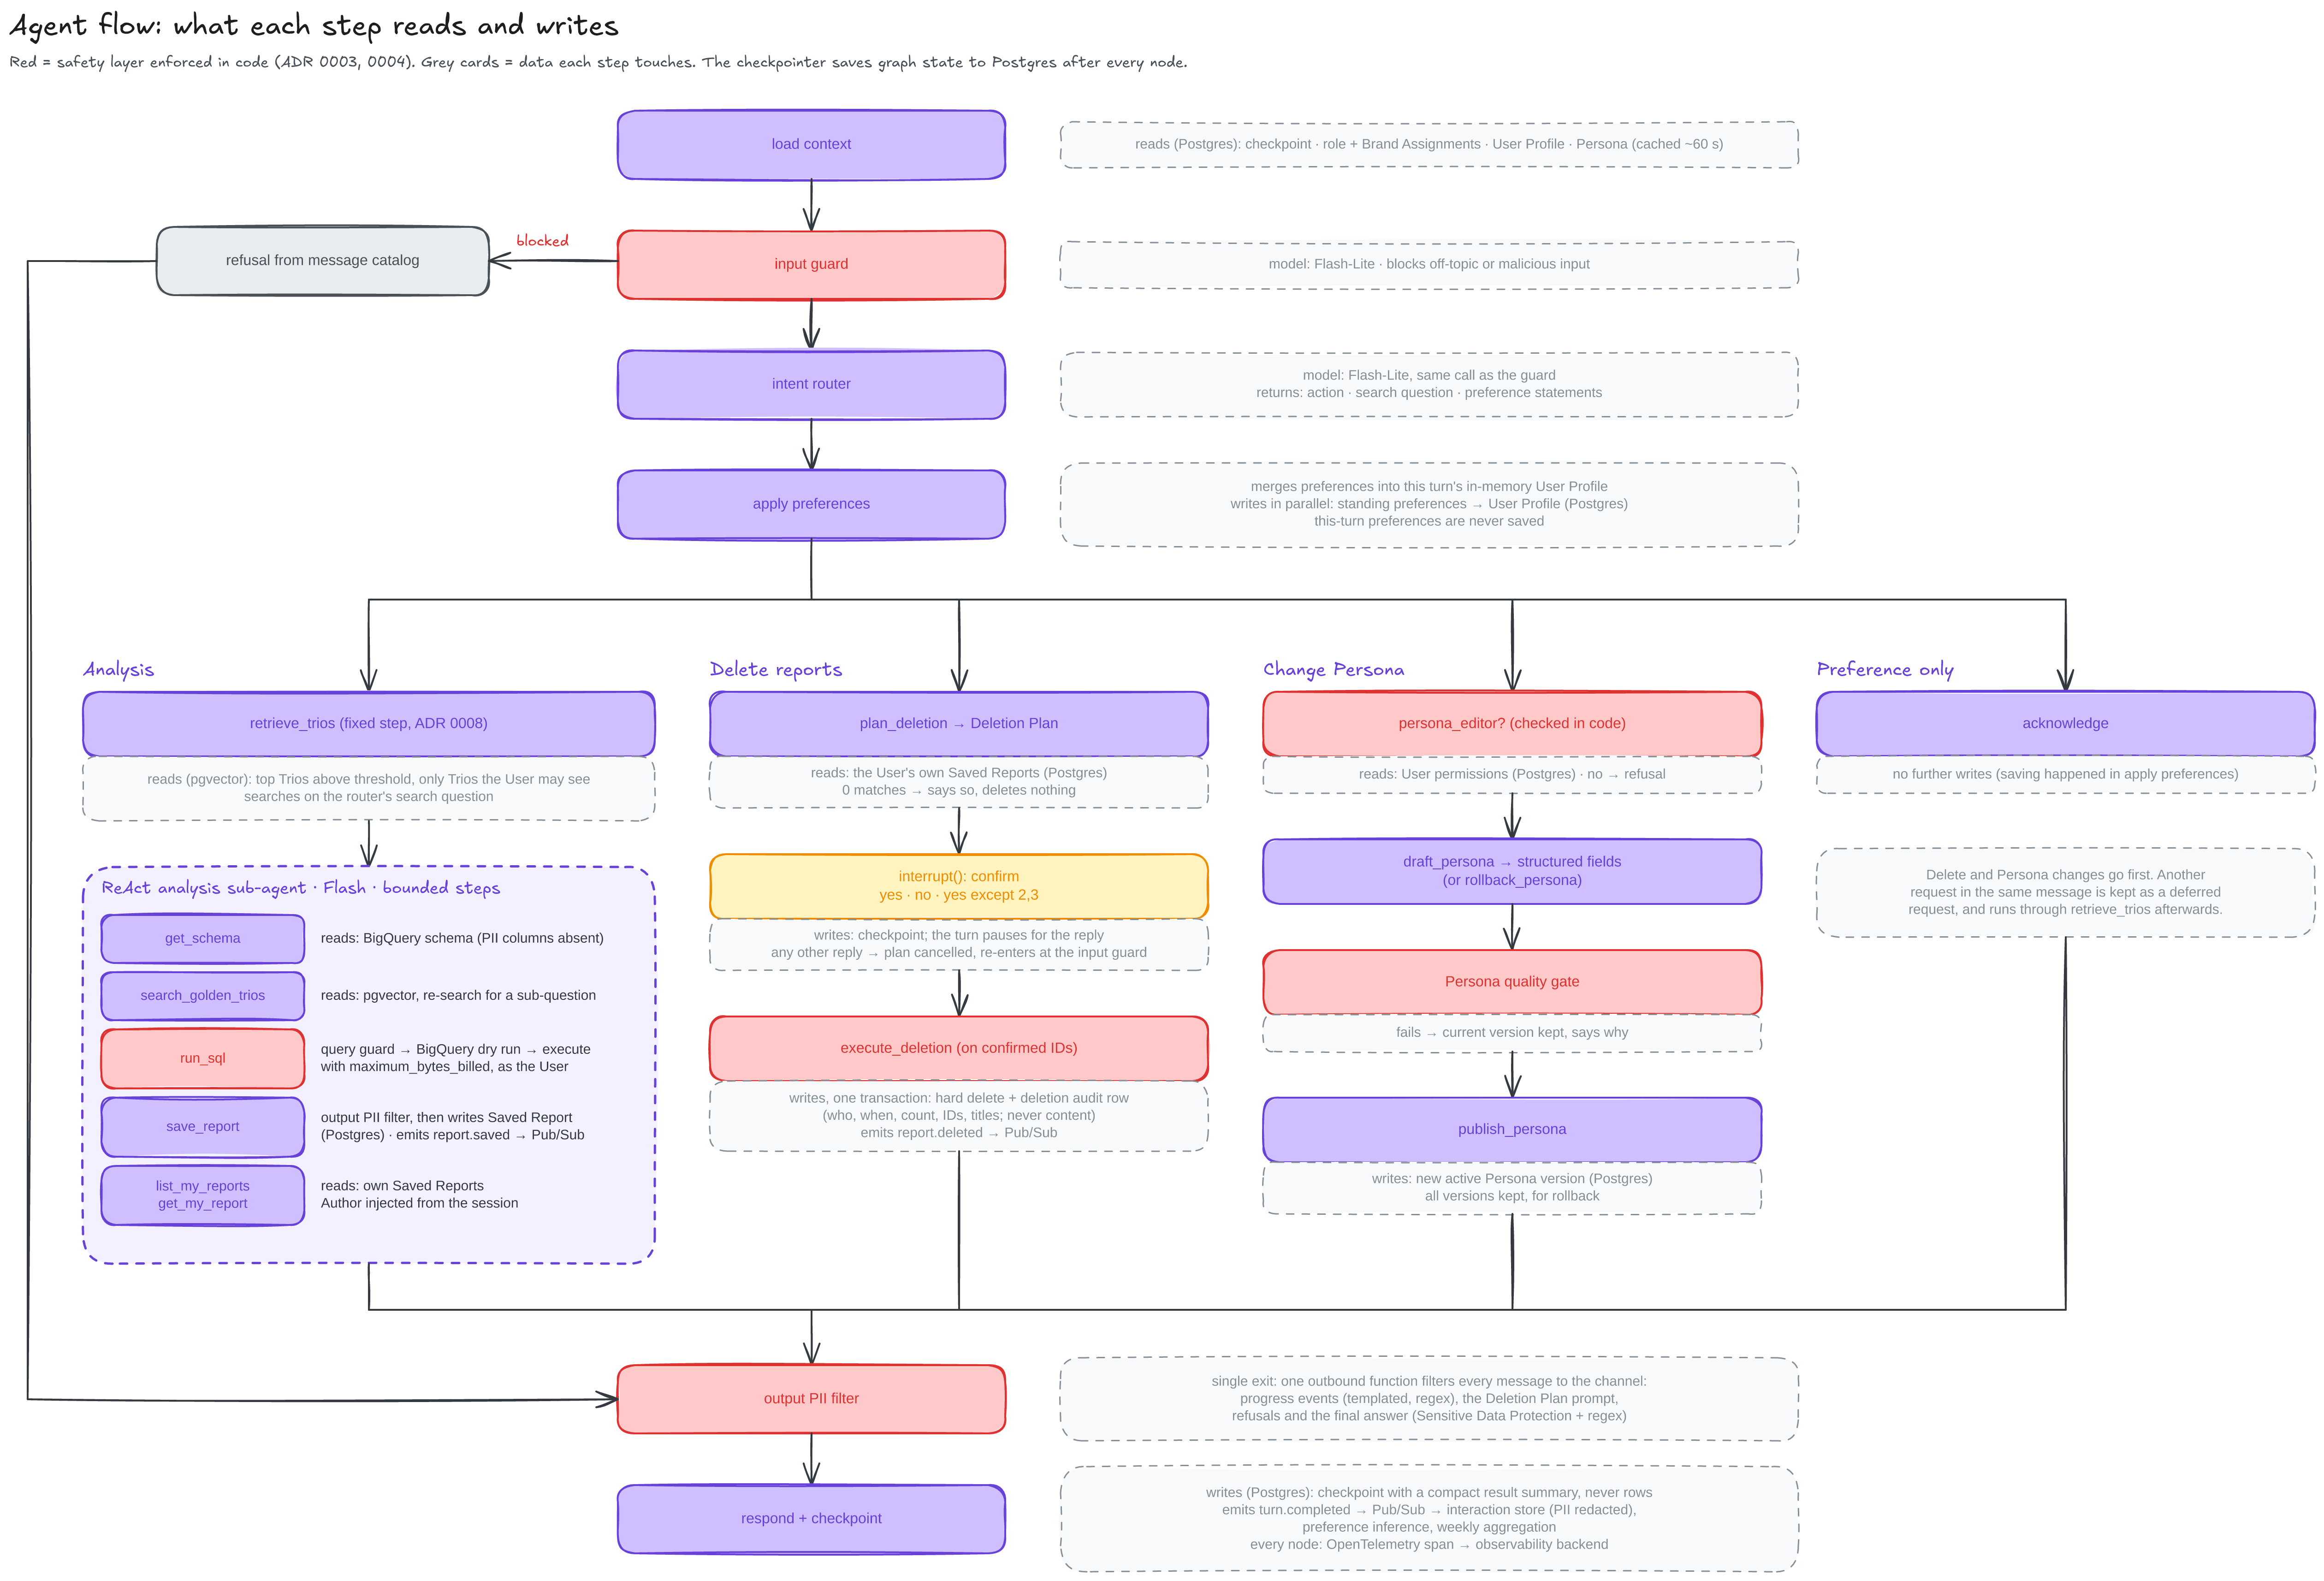 Agent flow: what each step reads and writes
Red = safety layer enforced in code (ADR 0003, 0004). Grey cards = data each step touches. The checkpointer saves graph state to Postgres after every node.
load context
reads (Postgres): checkpoint · role + Brand Assignments · User Profile · Persona (cached ~60 s)
refusal from message catalog
blocked
input guard
model: Flash-Lite · blocks off-topic or malicious input
intent router
model: Flash-Lite, same call as the guard
returns: action · search question · preference statements
apply preferences
merges preferences into this turn's in-memory User Profile
writes in parallel: standing preferences → User Profile (Postgres)
this-turn preferences are never saved
Analysis
retrieve_trios (fixed step, ADR 0008)
reads (pgvector): top Trios above threshold, only Trios the User may see
searches on the router's search question
ReAct analysis sub-agent · Flash · bounded steps
get_schema
reads: BigQuery schema (PII columns absent)
search_golden_trios
reads: pgvector, re-search for a sub-question
run_sql
query guard → BigQuery dry run → execute
with maximum_bytes_billed, as the User
save_report
output PII filter, then writes Saved Report
(Postgres) · emits report.saved → Pub/Sub
list_my_reports
get_my_report
reads: own Saved Reports
Author injected from the session
Delete reports
plan_deletion → Deletion Plan
reads: the User's own Saved Reports (Postgres)
0 matches → says so, deletes nothing
interrupt(): confirm
yes · no · yes except 2,3
writes: checkpoint; the turn pauses for the reply
any other reply → plan cancelled, re-enters at the input guard
execute_deletion (on confirmed IDs)
writes, one transaction: hard delete + deletion audit row
(who, when, count, IDs, titles; never content)
emits report.deleted → Pub/Sub
Change Persona
persona_editor? (checked in code)
reads: User permissions (Postgres) · no → refusal
draft_persona → structured fields
(or rollback_persona)
Persona quality gate
fails → current version kept, says why
publish_persona
writes: new active Persona version (Postgres)
all versions kept, for rollback
Preference only
acknowledge
no further writes (saving happened in apply preferences)
Delete and Persona changes go first. Another
request in the same message is kept as a deferred
request, and runs through retrieve_trios afterwards.
output PII filter
single exit: one outbound function filters every message to the channel:
progress events (templated, regex), the Deletion Plan prompt,
refusals and the final answer (Sensitive Data Protection + regex)
respond + checkpoint
writes (Postgres): checkpoint with a compact result summary, never rows
emits turn.completed → Pub/Sub → interaction store (PII redacted),
preference inference, weekly aggregation
every node: OpenTelemetry span → observability backend